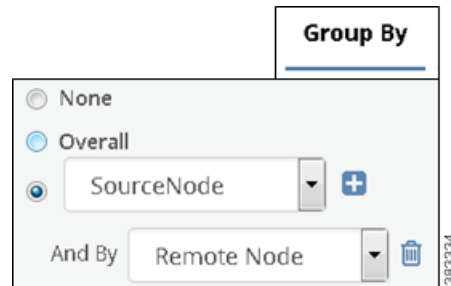 Group By
None
Overall
SourceNode
And By Remote Node
383334